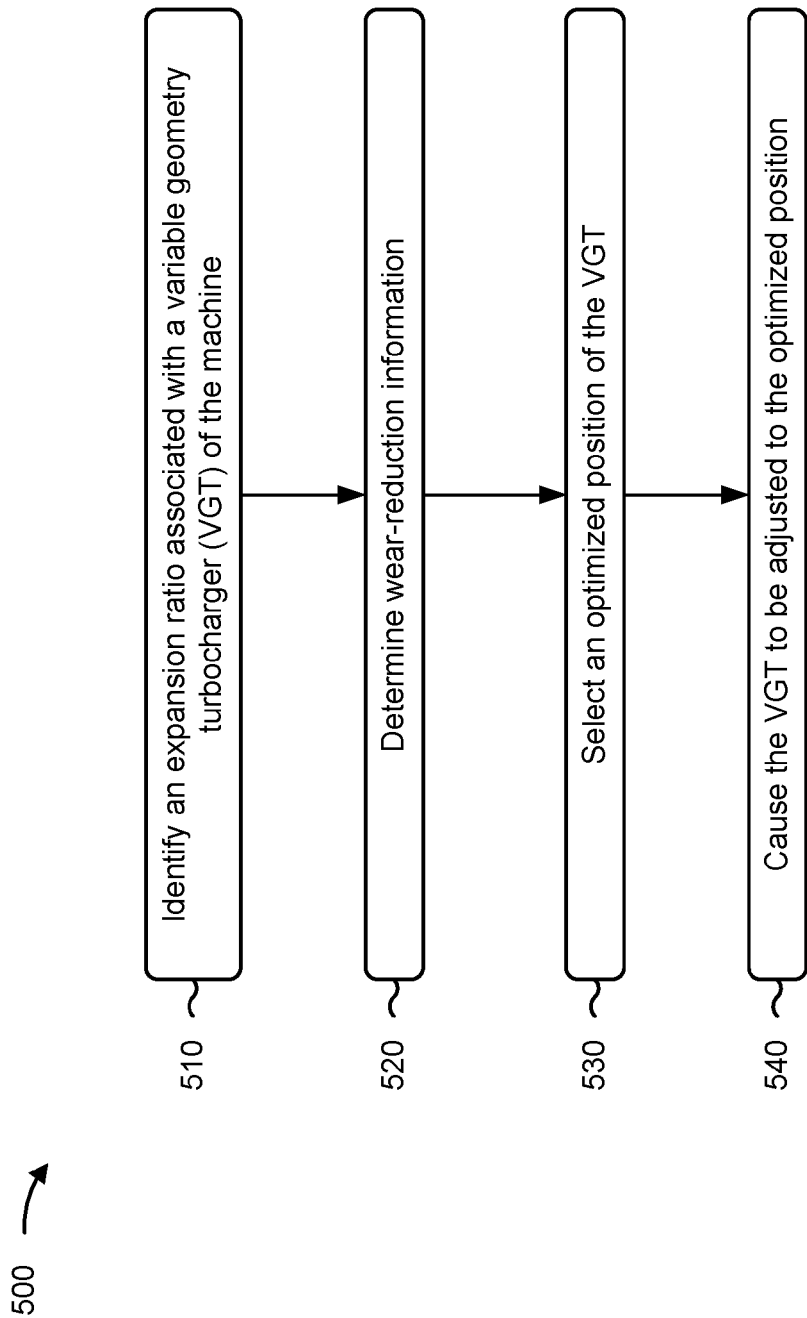 500
510
Identify an expansion ratio associated with a variable geometry
turbocharger (VGT) of the machine
520
Determine wear-reduction information
530
Select an optimized position of the VGT
540
Cause the VGT to be adjusted to the optimized position